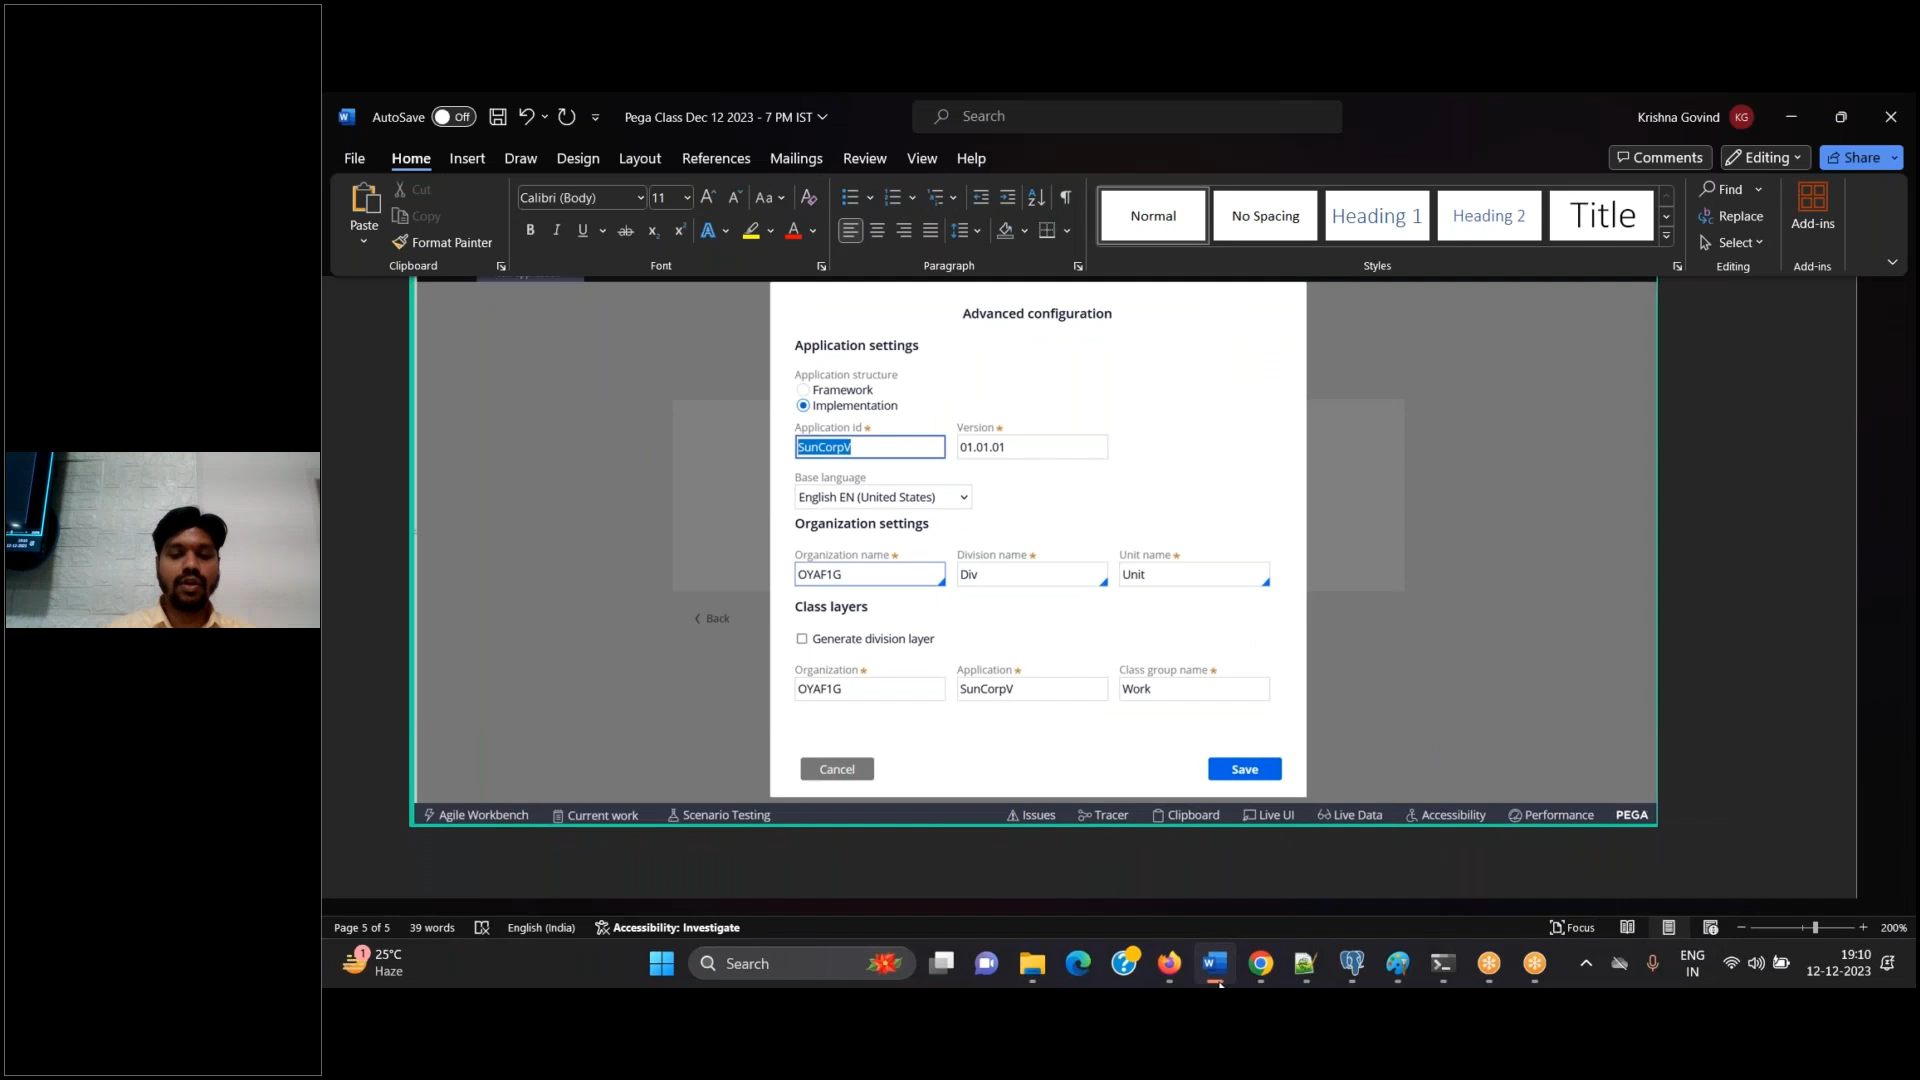 AutoSave Off Pega Class Dec 12 2023 - 7 PM IST Search Krishna Govind KG
File Home Insert Draw Design Layout References Mailings Review View Help Comments Editing Share
Paste Cut Copy Format Painter
Calibri (Body) 11 Aa
B I U ab x₂ x² A A
Normal No Spacing Heading 1 Heading 2 Title
Find Replace Select Add-ins
Clipboard Font Paragraph Styles Editing Add-ins
Advanced configuration
Application settings
Application structure
Framework
Implementation
Application id★ Version★
SunCorpV 01.01.01
Base language
English EN (United States)
Organization settings
Organization name★ Division name★ Unit name★
OYAF1G Div Unit
Class layers
< Back
Generate division layer
Organization★ Application★ Class group name★
OYAF1G SunCorpV Work
Cancel Save
Agile Workbench Current work Scenario Testing Issues Tracer Clipboard Live UI Live Data Accessibility Performance PEGA
Page 5 of 5 39 words English (India) Accessibility: Investigate Focus 200%
1 25°C Search ENG 19:10
Haze IN 12-12-2023